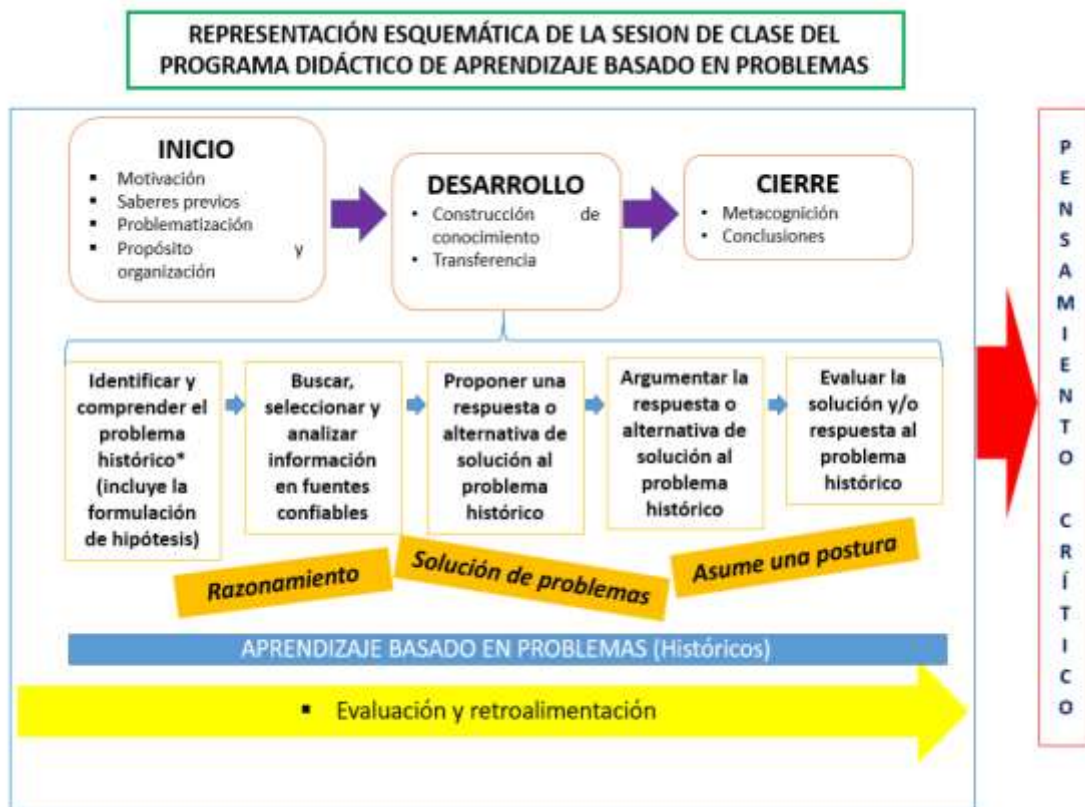 REPRESENTACIÓN ESQUEMÁTICA DE LA SESION DE CLASE DEL
PROGRAMA DIDÁCTICO DE APRENDIZAJE BASADO EN PROBLEMAS
INICIO
▪ Motivación
▪ Saberes previos
▪ Problematización
▪ Propósito y
organización
DESARROLLO
• Construcción de
conocimiento
• Transferencia
CIERRE
• Metacognición
• Conclusiones
Identificar y
comprender el
problema
histórico*
(incluye la
formulación
de hipótesis)
Buscar,
seleccionar y
analizar
información
en fuentes
confiables
Proponer una
respuesta o
alternativa de
solución al
problema
histórico
Argumentar la
respuesta o
alternativa de
solución al
problema
histórico
Evaluar la
solución y/o
respuesta al
problema
histórico
Razonamiento
Solución de problemas
Asume una postura
APRENDIZAJE BASADO EN PROBLEMAS (Históricos)
▪ Evaluación y retroalimentación
PENSAMIENTO CRÍTICO